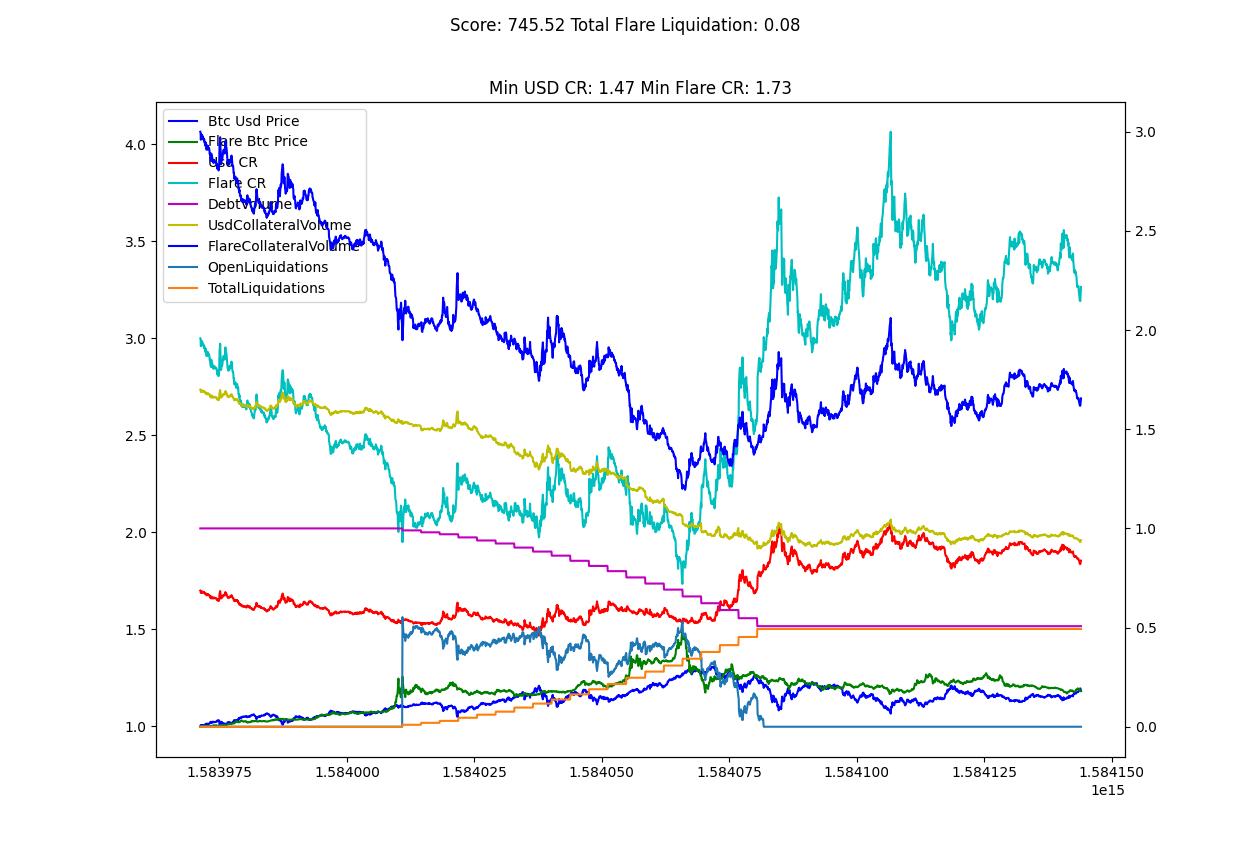 Score: 745.52 Total Flare Liquidation: 0.08
Min USD CR: 1.47 Min Flare CR: 1.73
Btc Usd Price
Flare Btc Price
Usd CR
Flare CR
DebtVolume
UsdCollateralVolume
FlareCollateralVolume
OpenLiquidations
TotalLiquidations
4.0
3.5
3.0
2.5
2.0
1.5
1.0
3.0
2.5
2.0
1.5
1.0
0.5
0.0
1.583975 1.584000 1.584025 1.584050 1.584075 1.584100 1.584125 1.584150
1e15